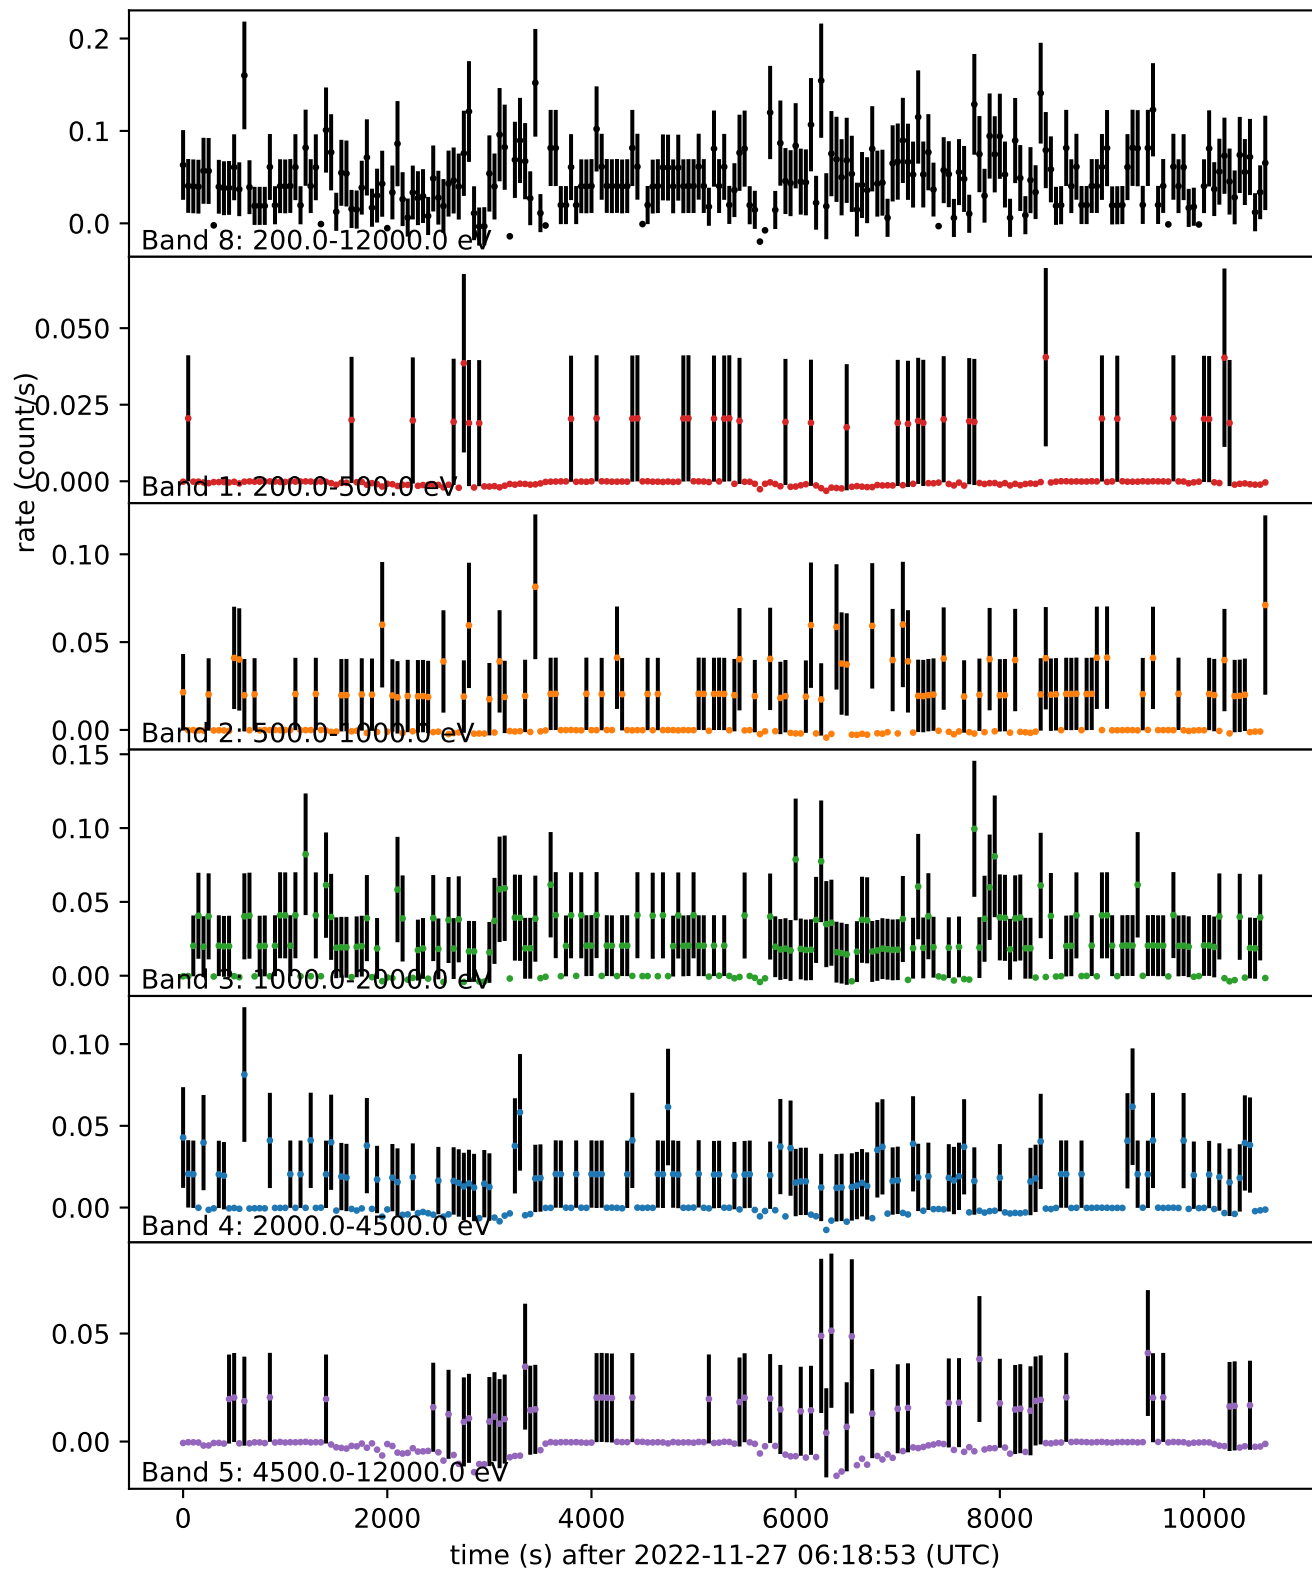 0.2
0.1
0.0
Band 8: 200.0-12000.0 eV
rate (count/s)
0.050
0.025
0.000
Band 1: 200.0-500.0 eV
0.10
0.05
0.00
Band 2: 500.0-1000.0 eV
0.15
0.10
0.05
0.00
Band 3: 1000.0-2000.0 eV
0.10
0.05
0.00
Band 4: 2000.0-4500.0 eV
0.05
0.00
Band 5: 4500.0-12000.0 eV
0 2000 4000 6000 8000 10000
time (s) after 2022-11-27 06:18:53 (UTC)